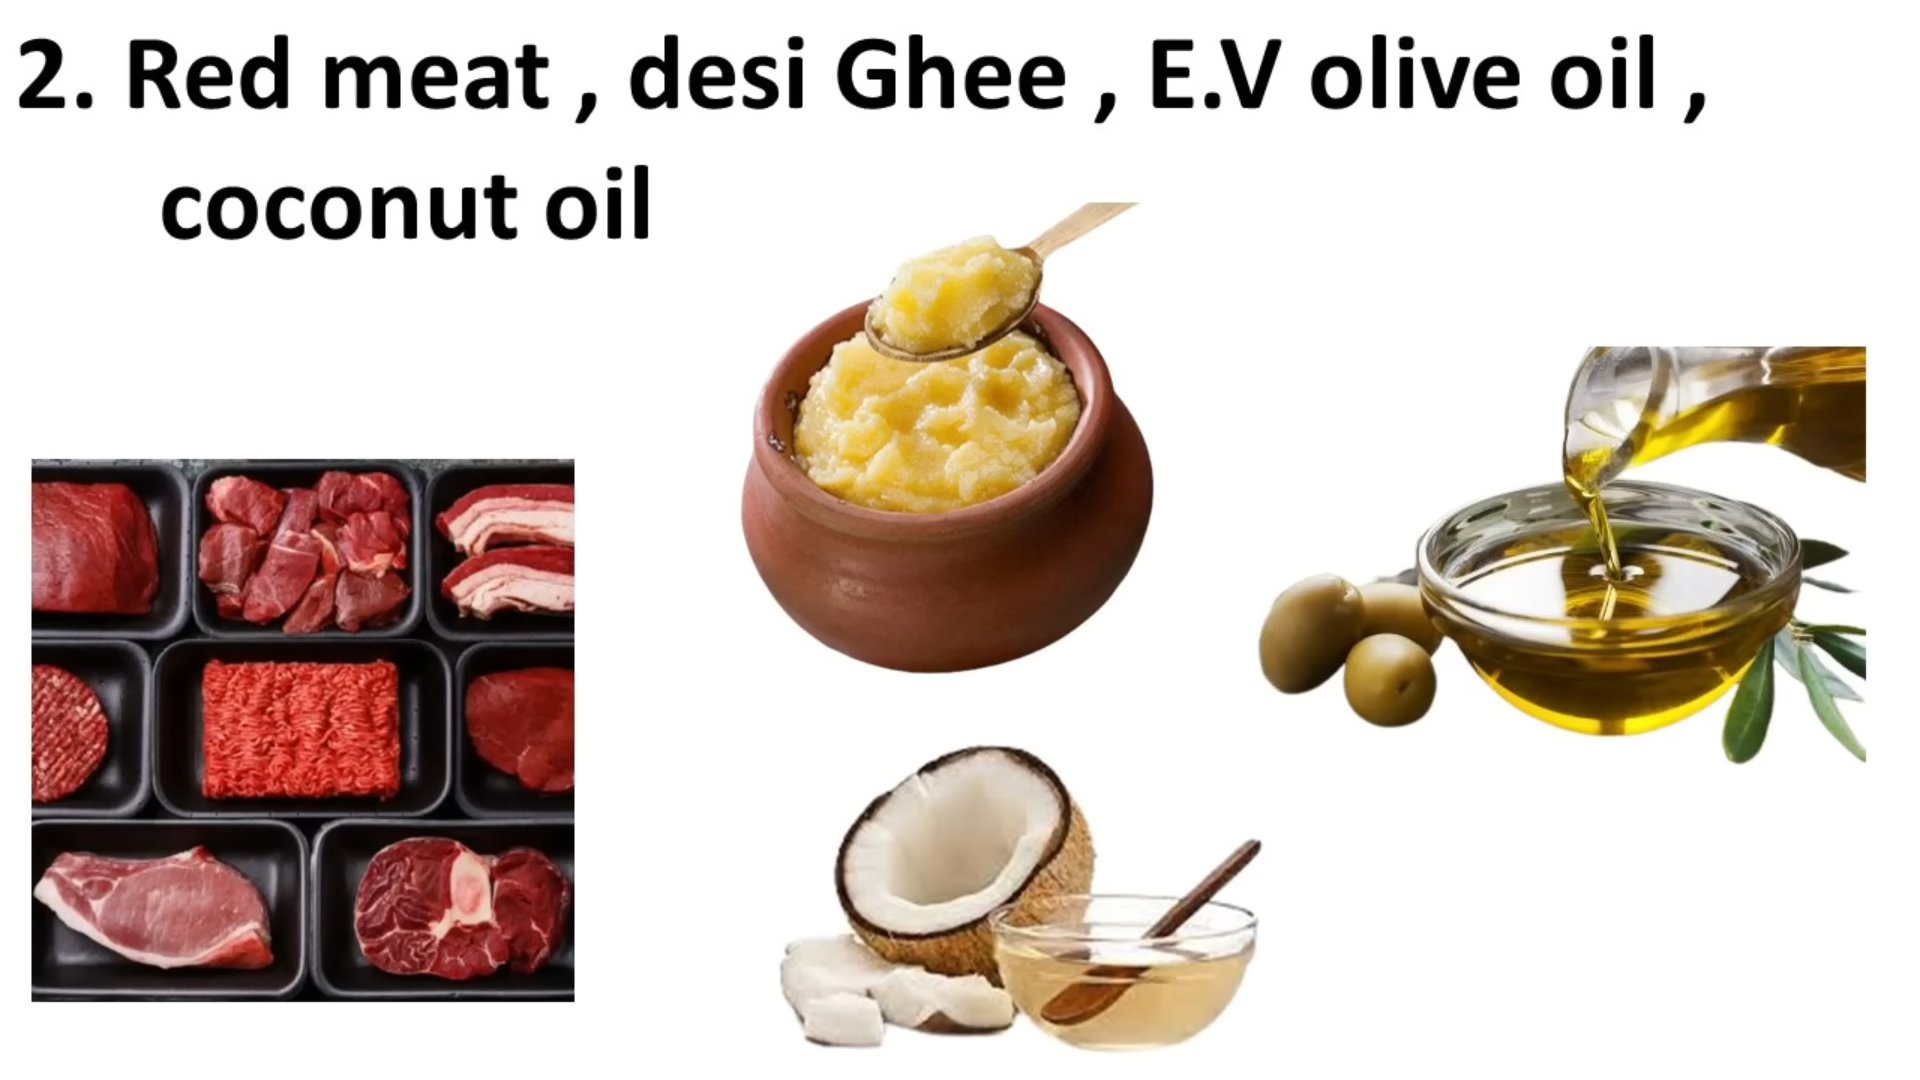 2. Red meat , desi Ghee , E.V olive oil ,
coconut oil